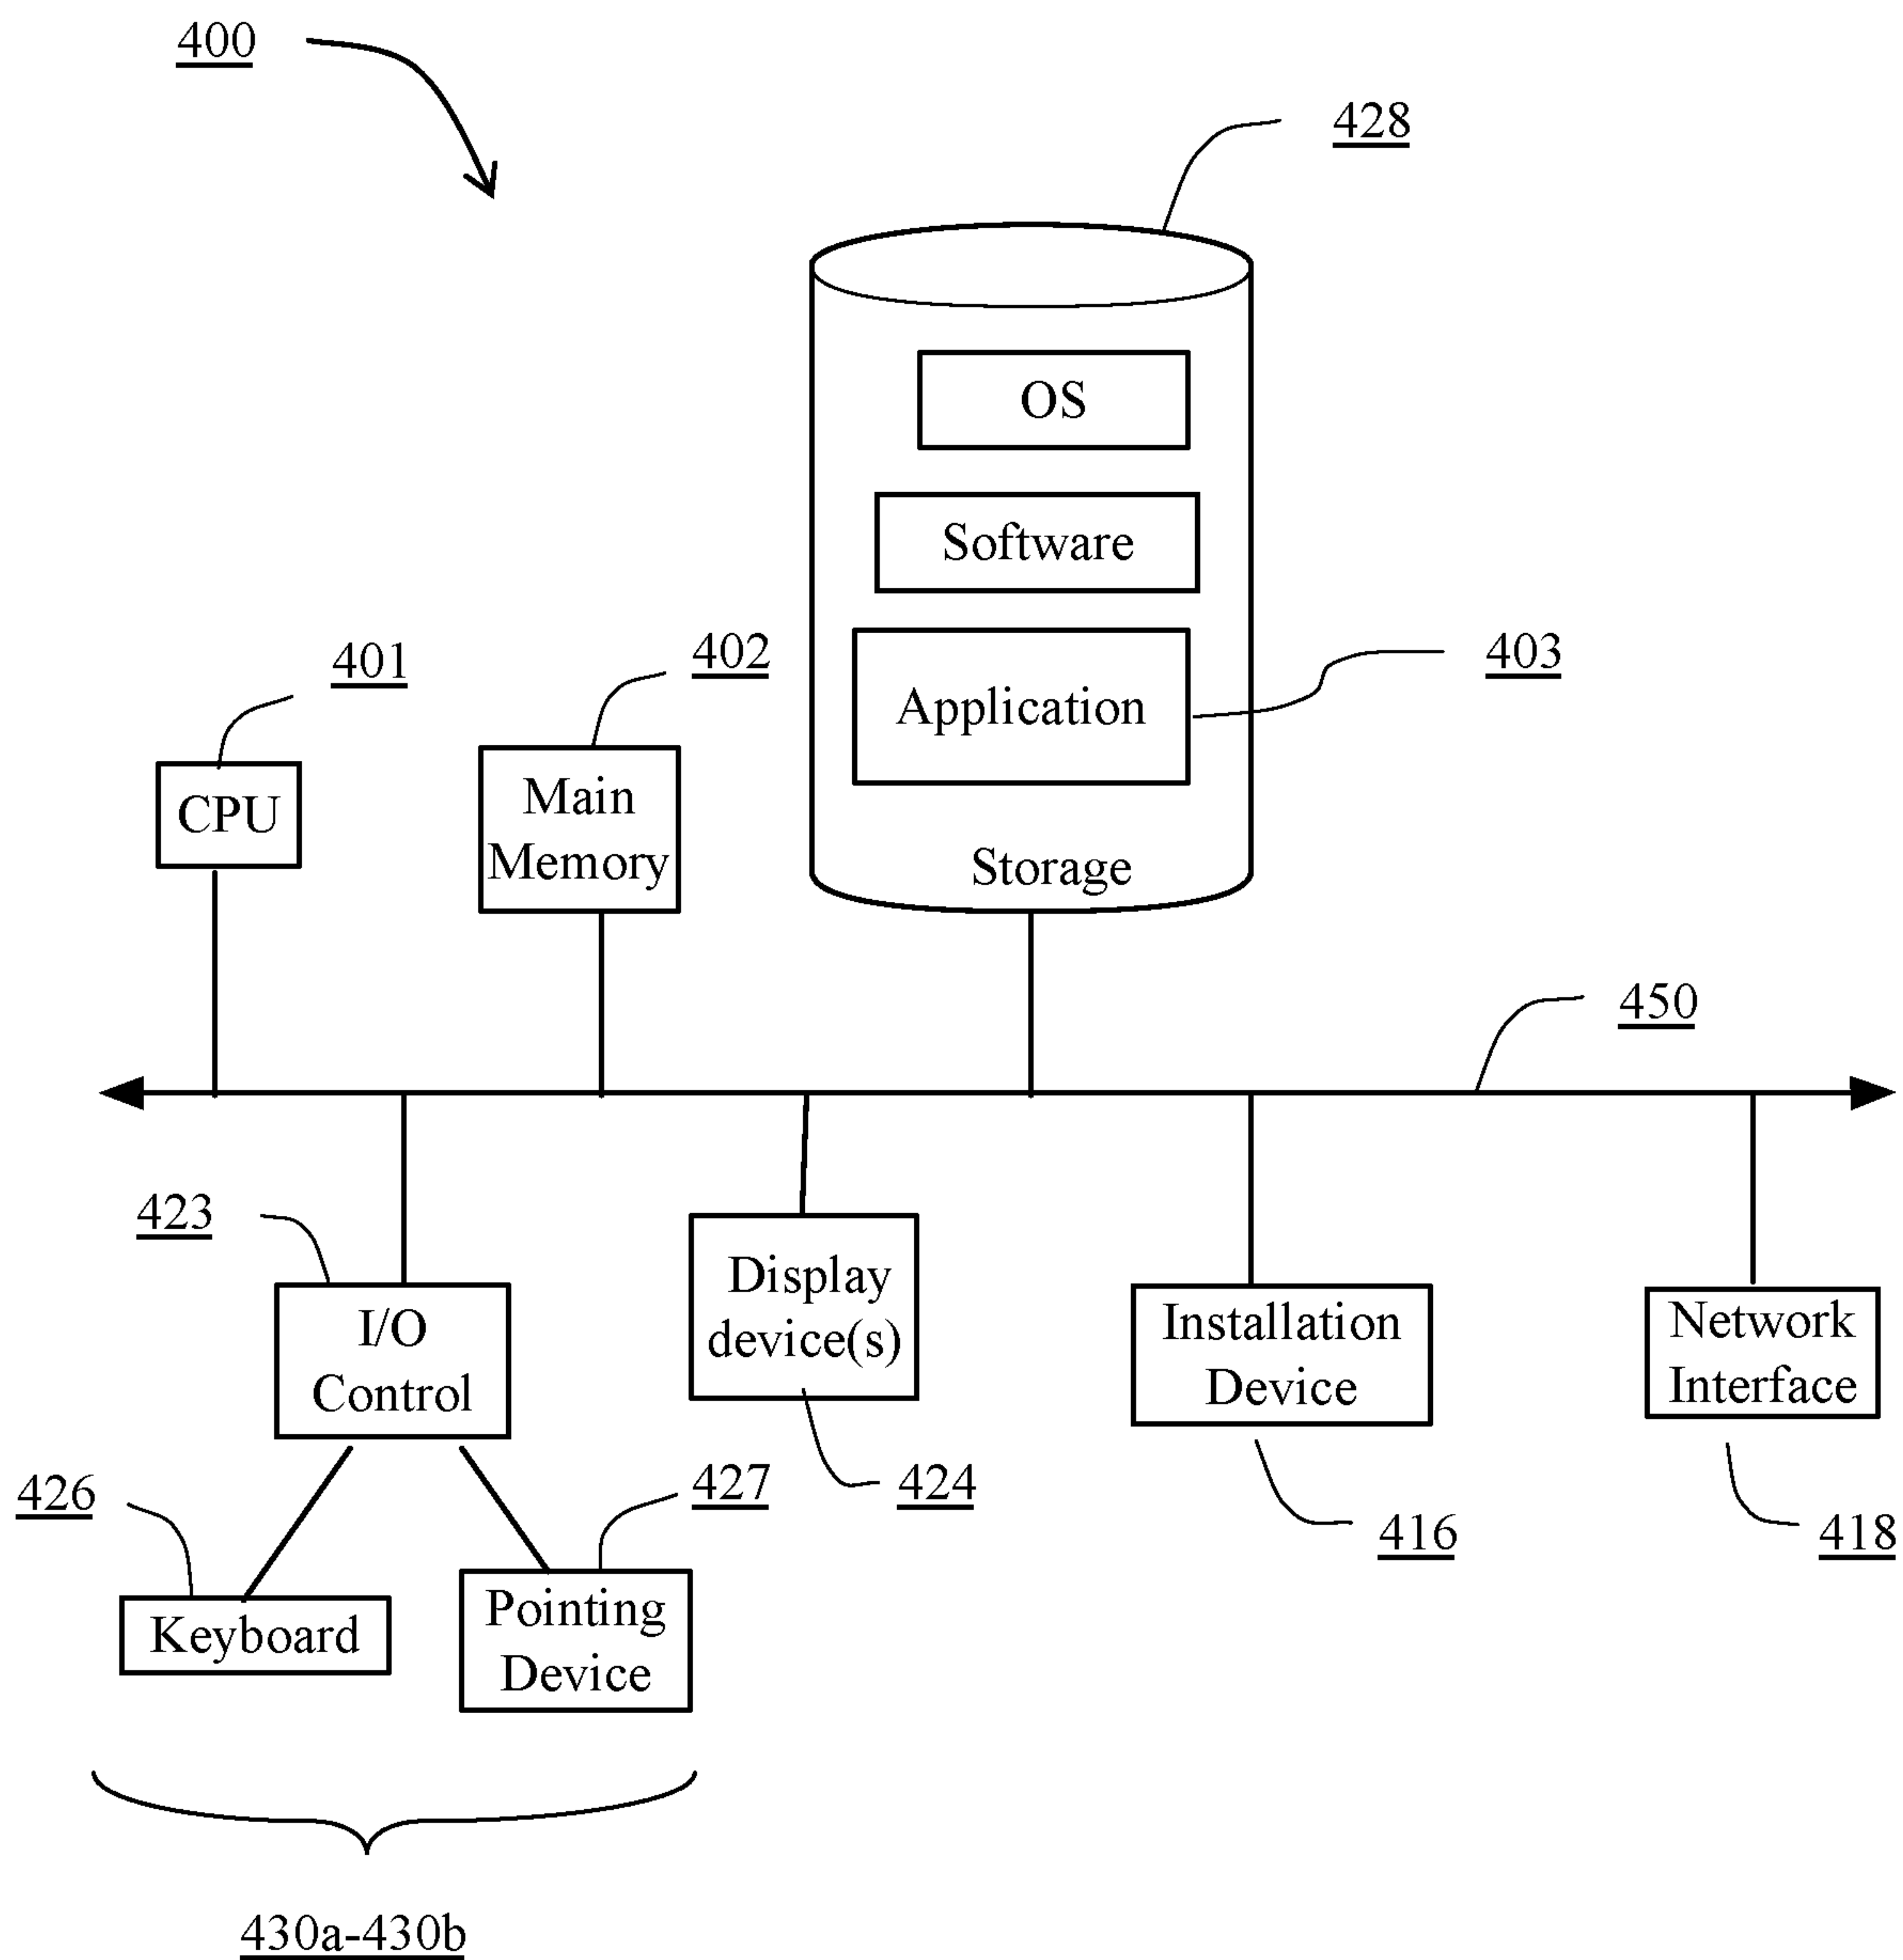 400
428
OS
Software
401
402
403
Application
CPU
Main
Memory
Storage
450
423
Display
device(s)
I/O
Control
Installation
Device
Network
Interface
426
427
424
416
418
Keyboard
Pointing
Device
430a-430b